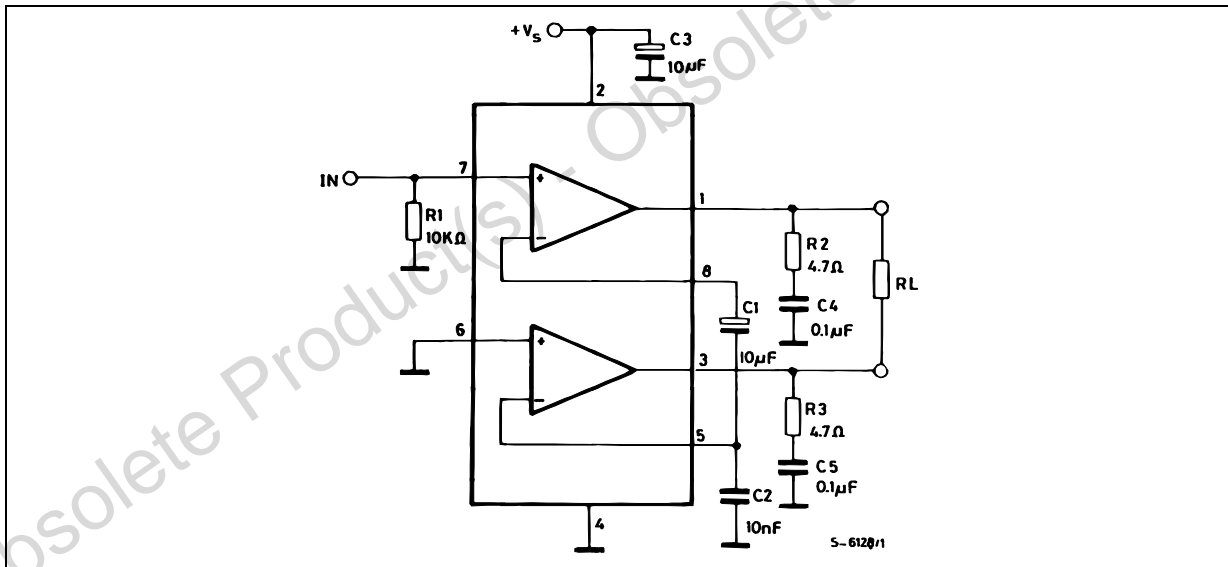 +Vs
C3
10µF
2
IN
7
R1
10KΩ
1
R2
4.7Ω
8
C1
C4
0.1µF
RL
6
10µF
3
R3
4.7Ω
5
C5
0.1µF
C2
10nF
4
S-6128/1
Obsolete Product(s) - Obsolete